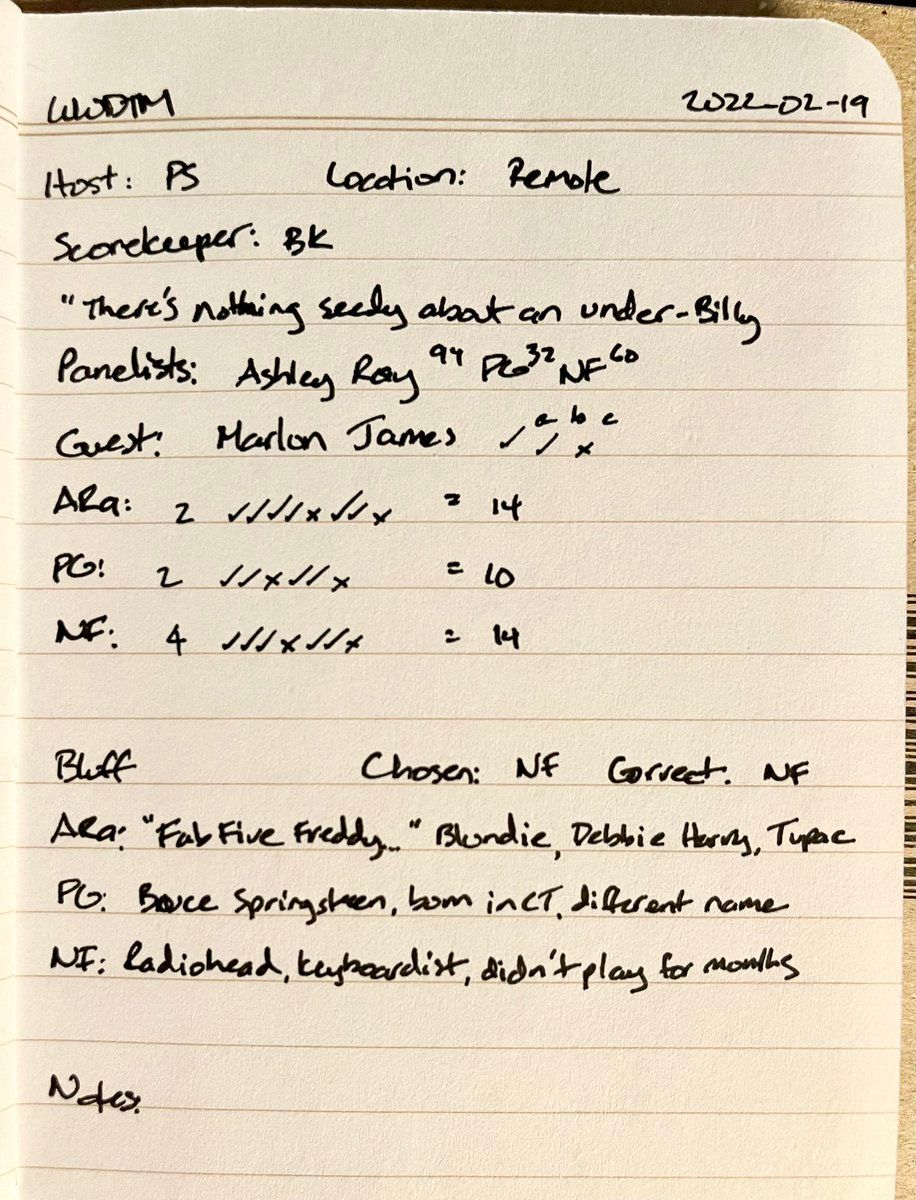 WWDTM 2022-02-19
Host: PS Location: Remote
Scorekeeper: BK
"There's nothing seedy about an under-Billy
Panelists: Ashley Ray 94 PG 32 NF 60
Guest: Marlon James ✓ a ✓ b x c
ARa: 2 ✓✓✓✓x✓✓x = 14
PG: 2 ✓✓x✓✓x = 10
NF: 4 ✓✓✓x✓✓x = 14
Bluff Chosen: NF Correct: NF
ARa: "Fab Five Freddy..." Blondie, Debbie Harry, Tupac
PG: Bruce Springsteen, born in CT, different name
NF: Radiohead, keyboardist, didn't play for months
Notes: